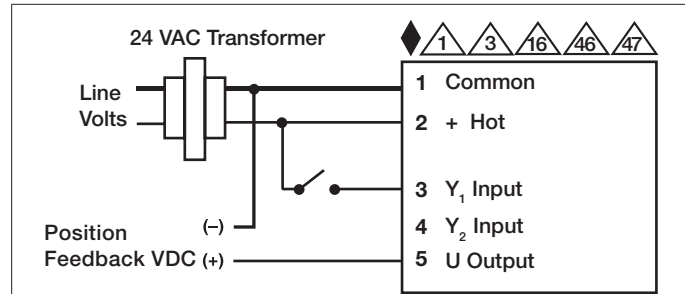 24 VAC Transformer
1 3 16 46 47
Line
Volts
1 Common
2 + Hot
3 Y₁ Input
4 Y₂ Input
5 U Output
Position (–)
Feedback VDC (+)